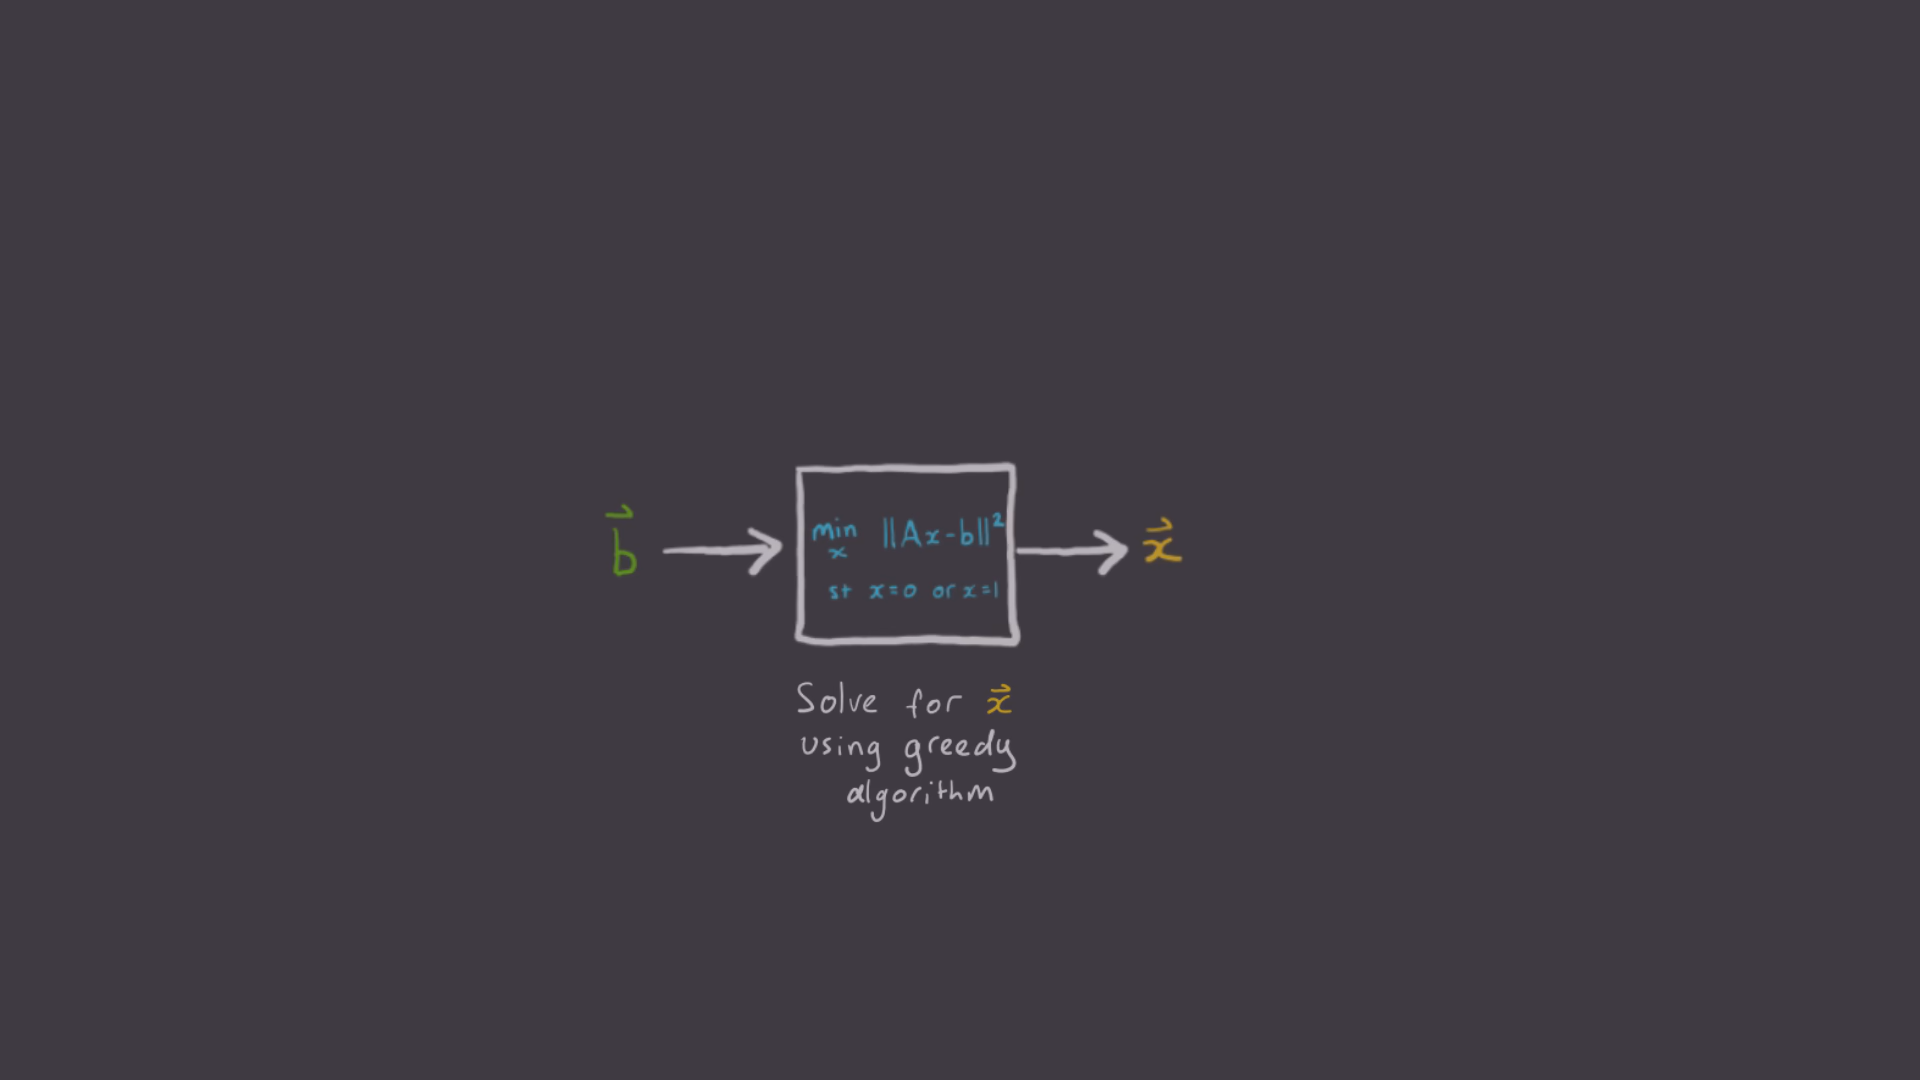 b⃗
min ||Ax-b||²
x
st x=0 or x=1
x⃗
Solve for x⃗
using greedy
algorithm